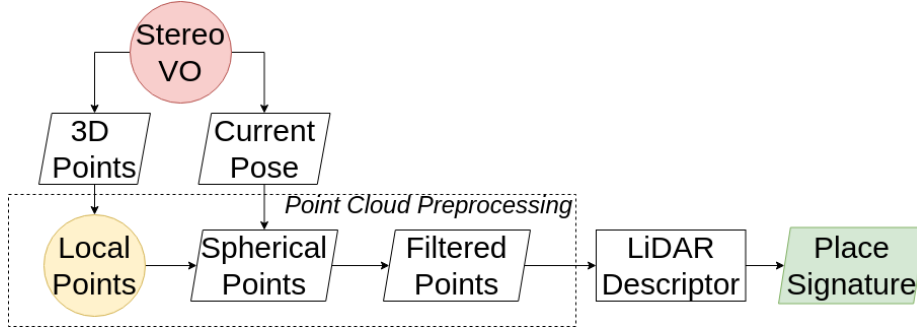 Stereo
VO
3D
Points
Current
Pose
Point Cloud Preprocessing
Local
Points
Spherical
Points
Filtered
Points
LiDAR
Descriptor
Place
Signature